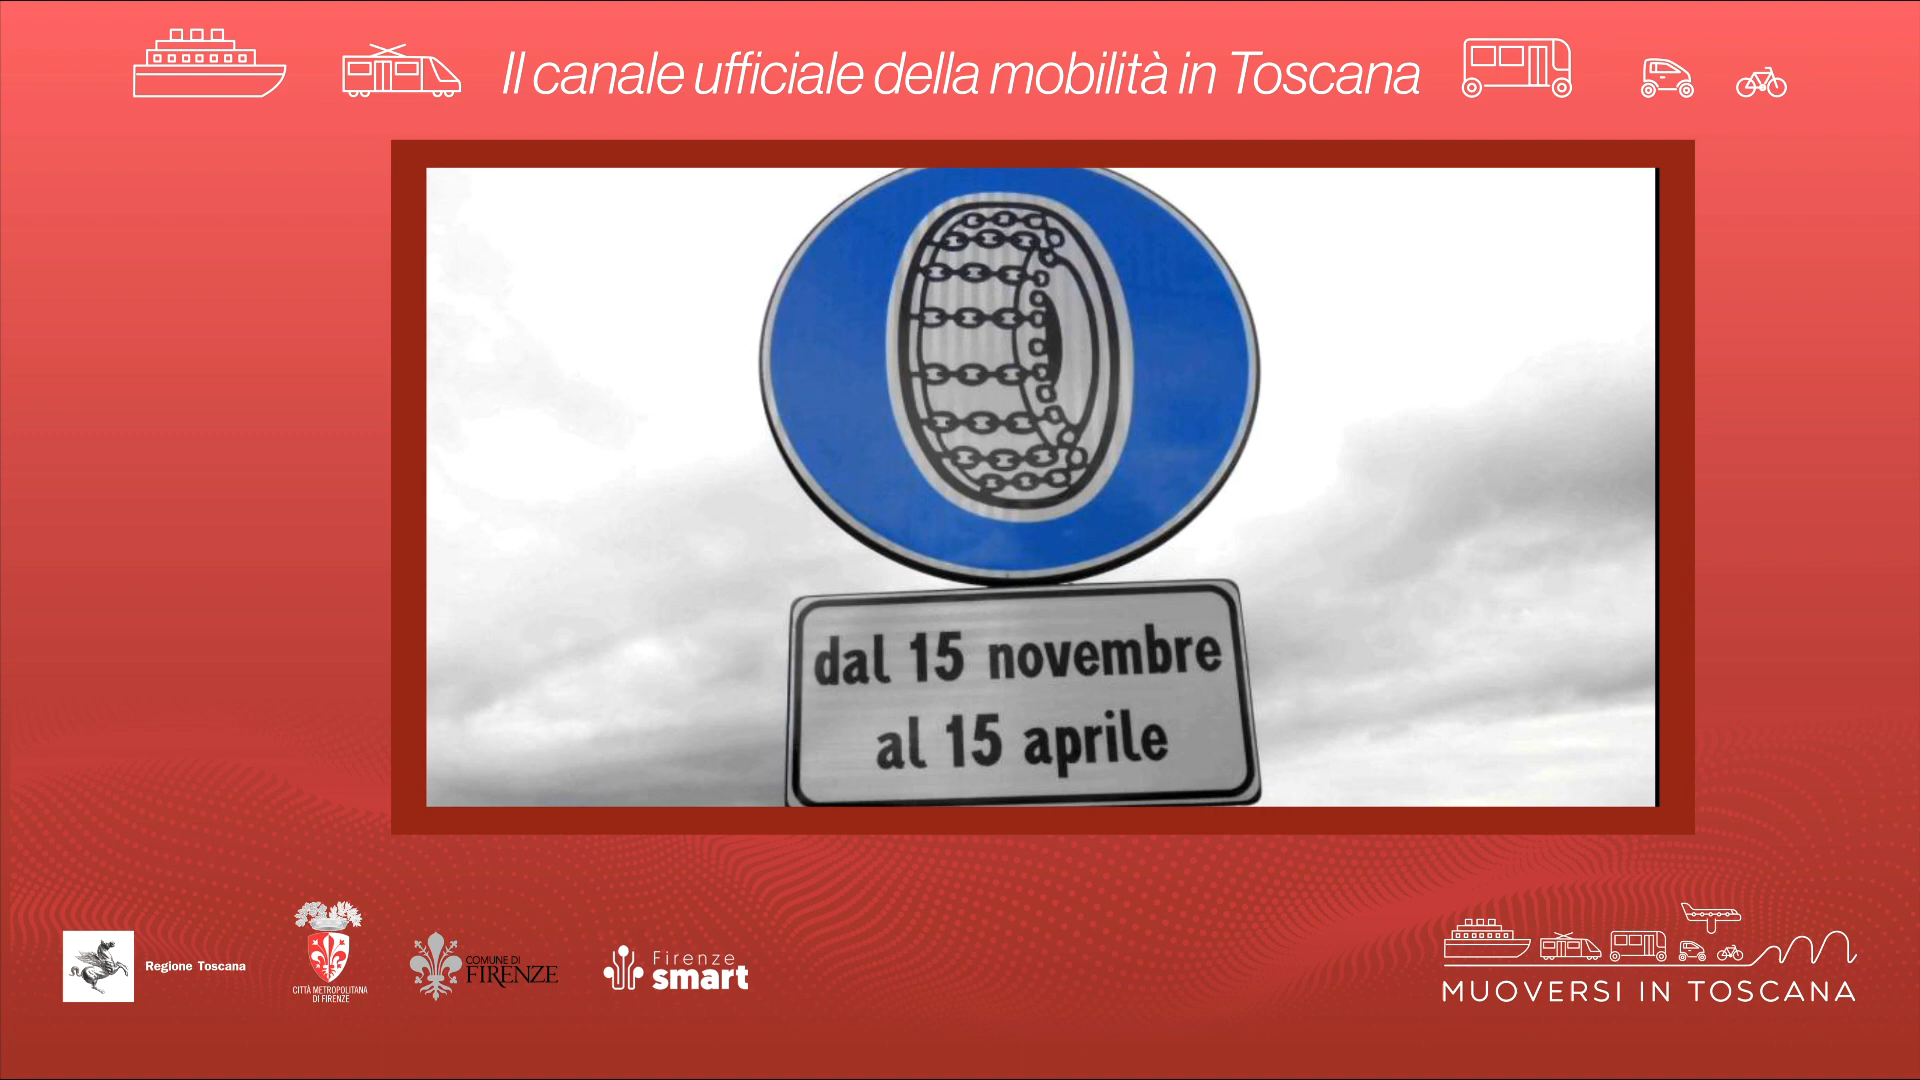 Il canale ufficiale della mobilità in Toscana
dal 15 novembre
al 15 aprile
Regione Toscana
CITTÀ METROPOLITANA
DI FIRENZE
COMUNE DI
FIRENZE
Firenze
smart
MUOVERSI IN TOSCANA